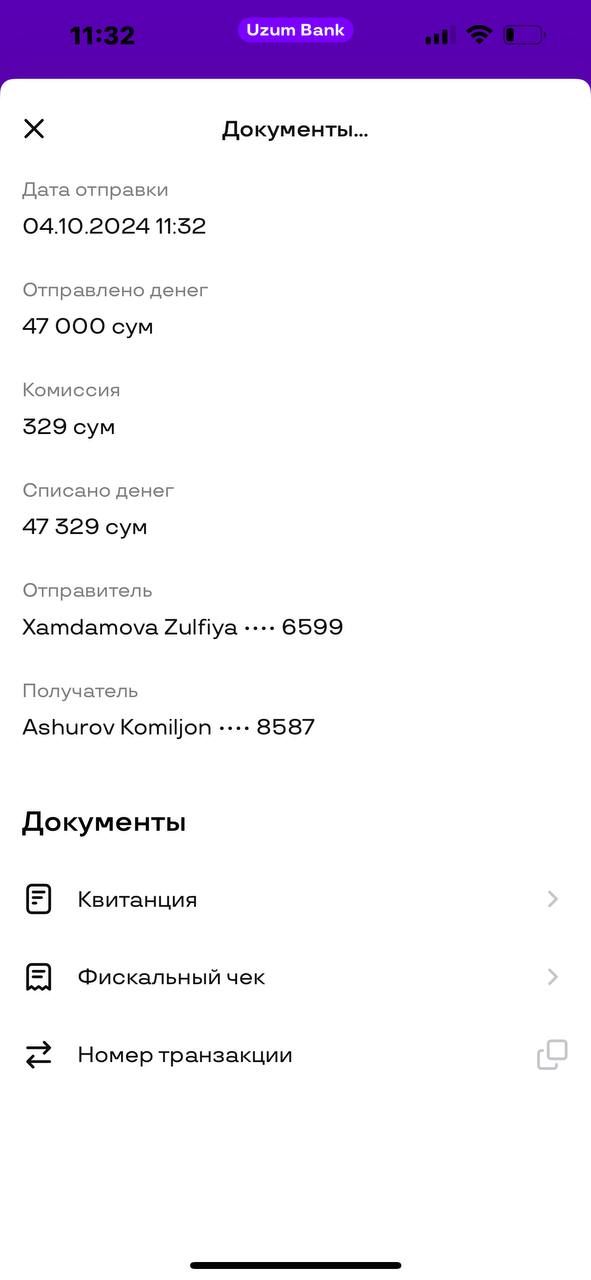 11:32
Uzum Bank
Документы...
Дата отправки
04.10.2024 11:32
Отправлено денег
47 000 сум
Комиссия
329 сум
Списано денег
47 329 сум
Отправитель
Xamdamova Zulfiya •••• 6599
Получатель
Ashurov Komiljon •••• 8587
Документы
Квитанция
Фискальный чек
Номер транзакции